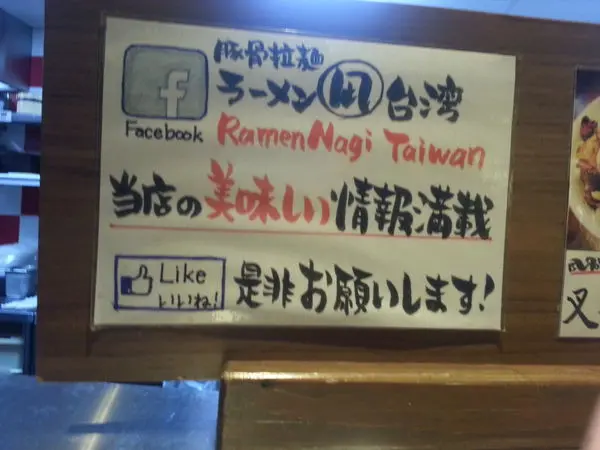 豚骨拉麺
ラーメン凪台湾
Facebook
RamenNagi Taiwan
当店の美味しい情報満載
Like
いいね!
是非お願いします!
叉